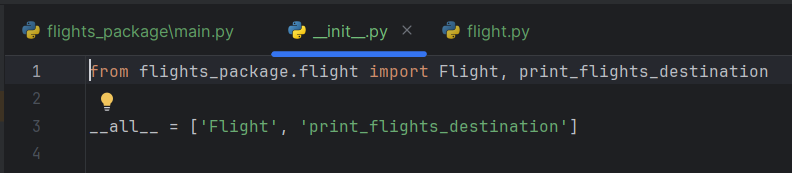 flights_package\main.py __init__.py × flight.py
1 from flights_package.flight import Flight, print_flights_destination
2
3 __all__ = ['Flight', 'print_flights_destination']
4